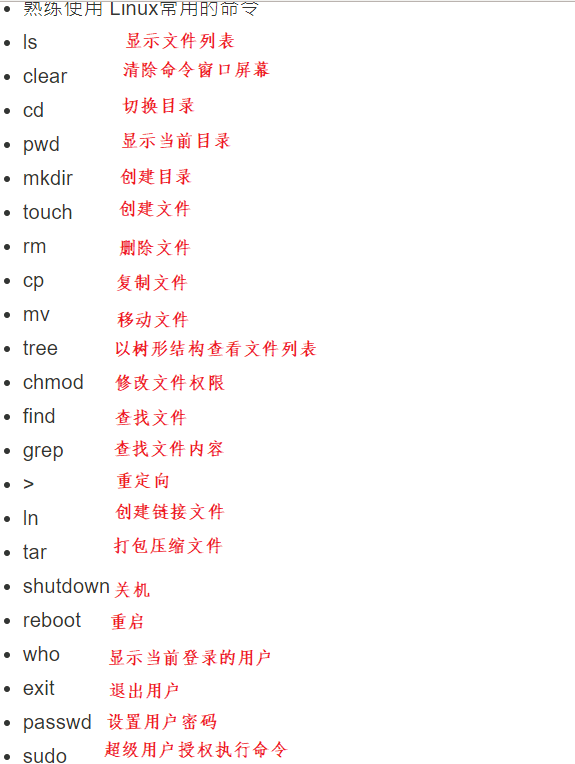 熟练使用 Linux常用的命令
ls 显示文件列表
clear 清除命令窗口屏幕
cd 切换目录
pwd 显示当前目录
mkdir 创建目录
touch 创建文件
rm 删除文件
cp 复制文件
mv 移动文件
tree 以树形结构查看文件列表
chmod 修改文件权限
find 查找文件
grep 查找文件内容
> 重定向
ln 创建链接文件
tar 打包压缩文件
shutdown 关机
reboot 重启
who 显示当前登录的用户
exit 退出用户
passwd 设置用户密码
sudo 超级用户授权执行命令